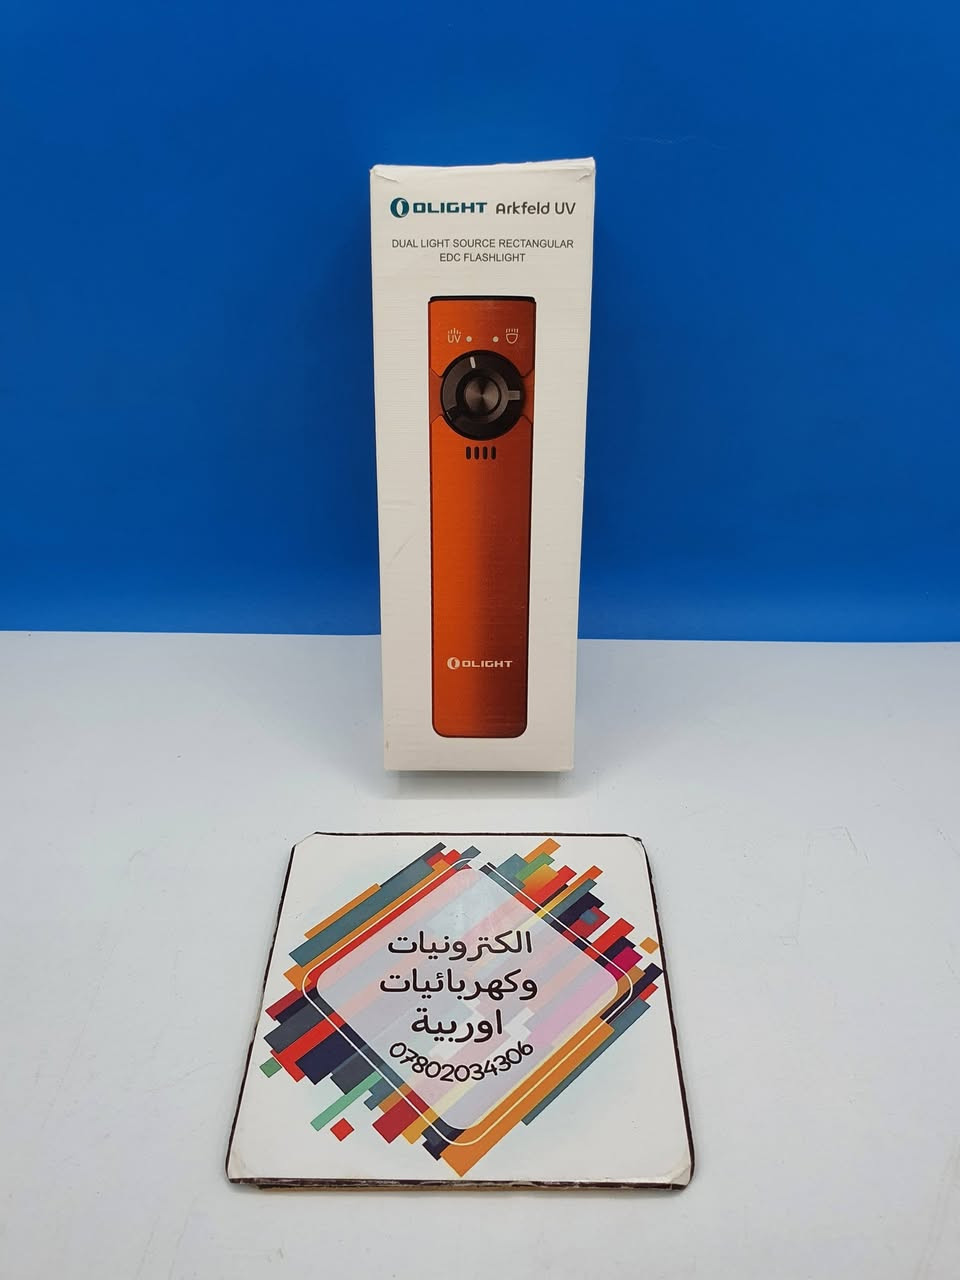 OLIGHT Arkfeld UV
DUAL LIGHT SOURCE RECTANGULAR
EDC FLASHLIGHT
UV
OLIGHT
الكترونيات
وكهربائيات
اوربية
07802034306